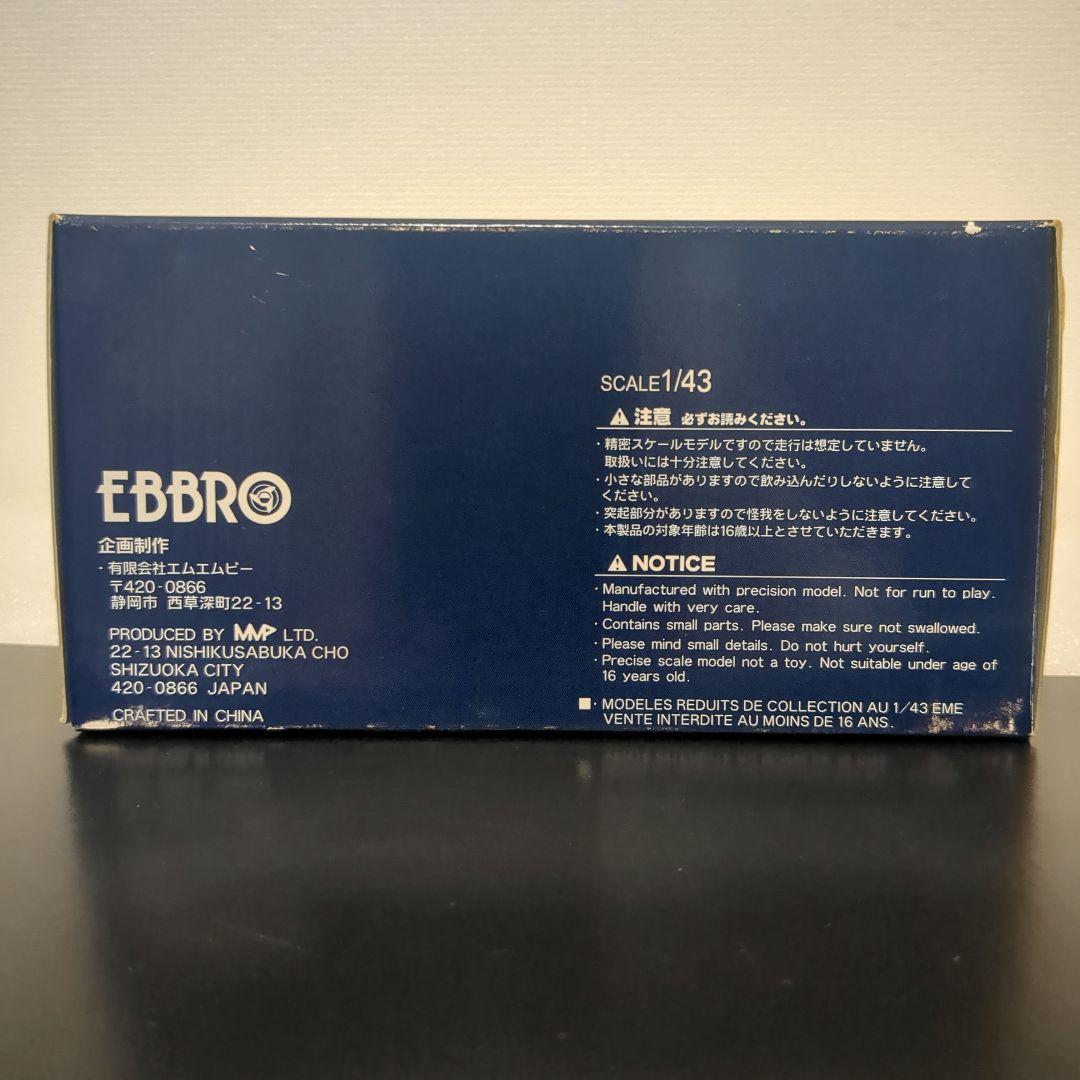 EBBRO
企画制作
・有限会社エムエムピー
〒420-0866
静岡市 西草深町22-13
PRODUCED BY MMP LTD.
22-13 NISHIKUSABUKA CHO
SHIZUOKA CITY
420-0866 JAPAN
CRAFTED IN CHINA
SCALE1/43
⚠注意 必ずお読みください。
・精密スケールモデルですので走行は想定していません。
取扱いには十分注意してください。
・小さな部品がありますので飲み込んだりしないように注意して
ください。
・突起部分がありますので怪我をしないように注意してください。
・本製品の対象年齢は16歳以上とさせていただきます。
⚠NOTICE
・Manufactured with precision model. Not for run to play.
Handle with very care.
・Contains small parts. Please make sure not swallowed.
・Please mind small details. Do not hurt yourself.
・Precise scale model not a toy. Not suitable under age of
16 years old.
■・MODELES REDUITS DE COLLECTION AU 1/43 EME
VENTE INTERDITE AU MOINS DE 16 ANS.